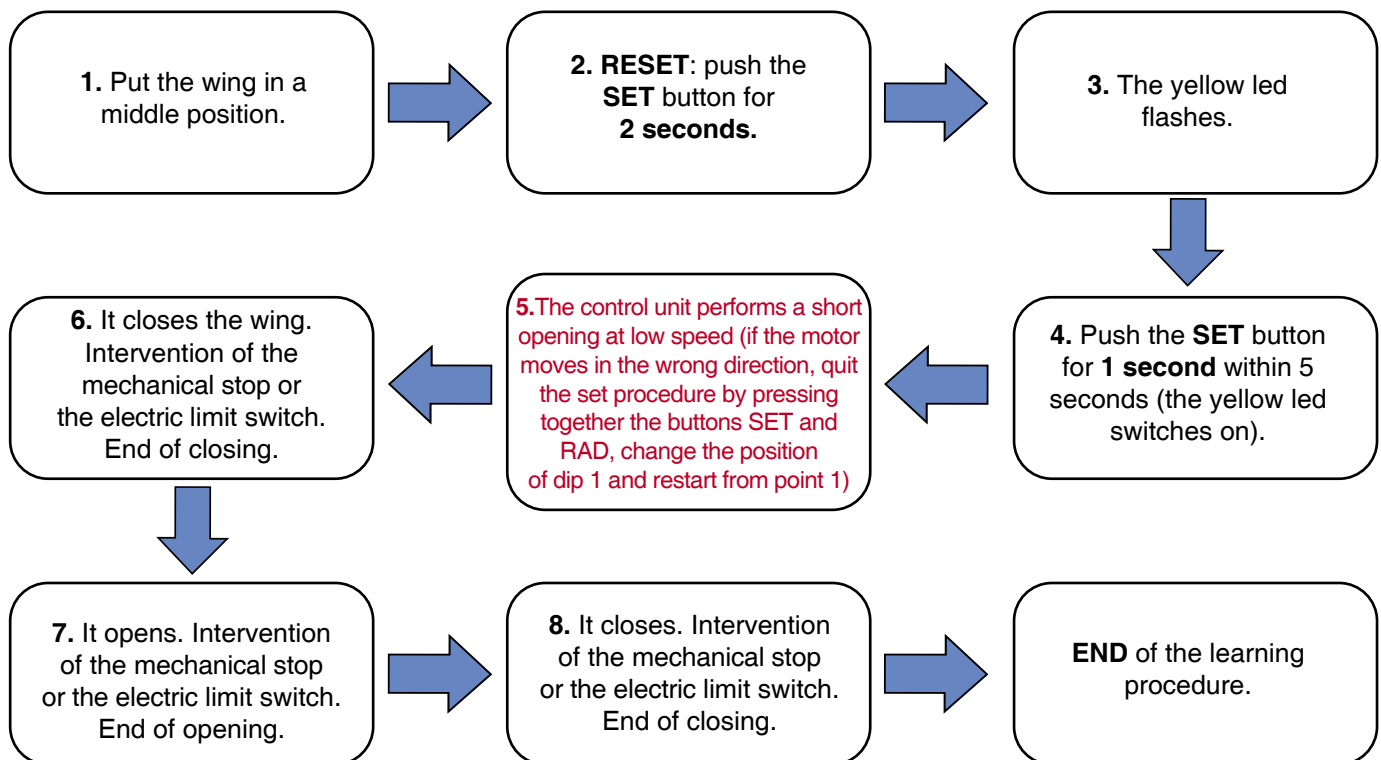 1. Put the wing in a
middle position.
2. RESET: push the
SET button for
2 seconds.
3. The yellow led
flashes.
4. Push the SET button
for 1 second within 5
seconds (the yellow led
switches on).
5.The control unit performs a short
opening at low speed (if the motor
moves in the wrong direction, quit
the set procedure by pressing
together the buttons SET and
RAD, change the position
of dip 1 and restart from point 1)
6. It closes the wing.
Intervention of the
mechanical stop or
the electric limit switch.
End of closing.
7. It opens. Intervention
of the mechanical stop
or the electric limit switch.
End of opening.
8. It closes. Intervention
of the mechanical stop
or the electric limit switch.
End of closing.
END of the learning
procedure.